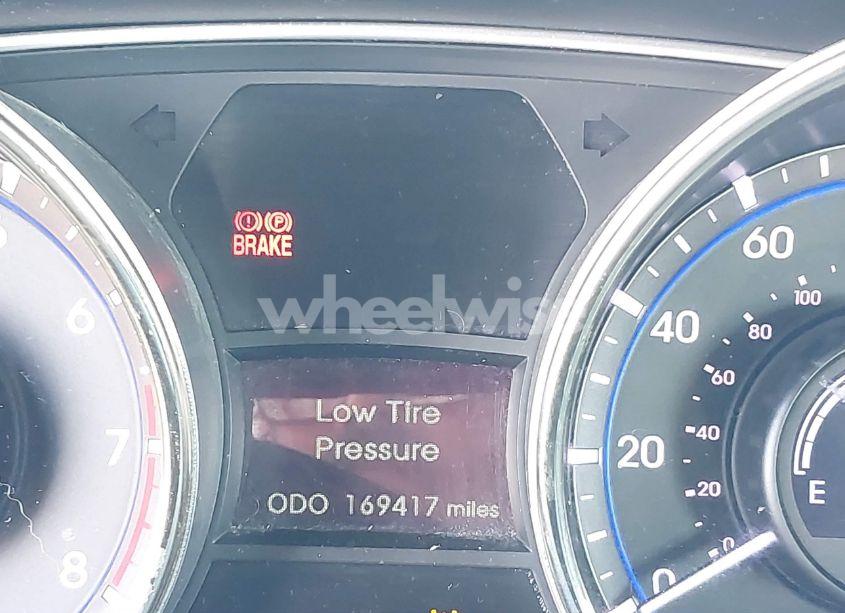 (!) (P)
BRAKE
wheelwise
Low Tire
Pressure
ODO 169417 miles
6
7
8
60
40
20
0
100
80
60
40
20
0
E